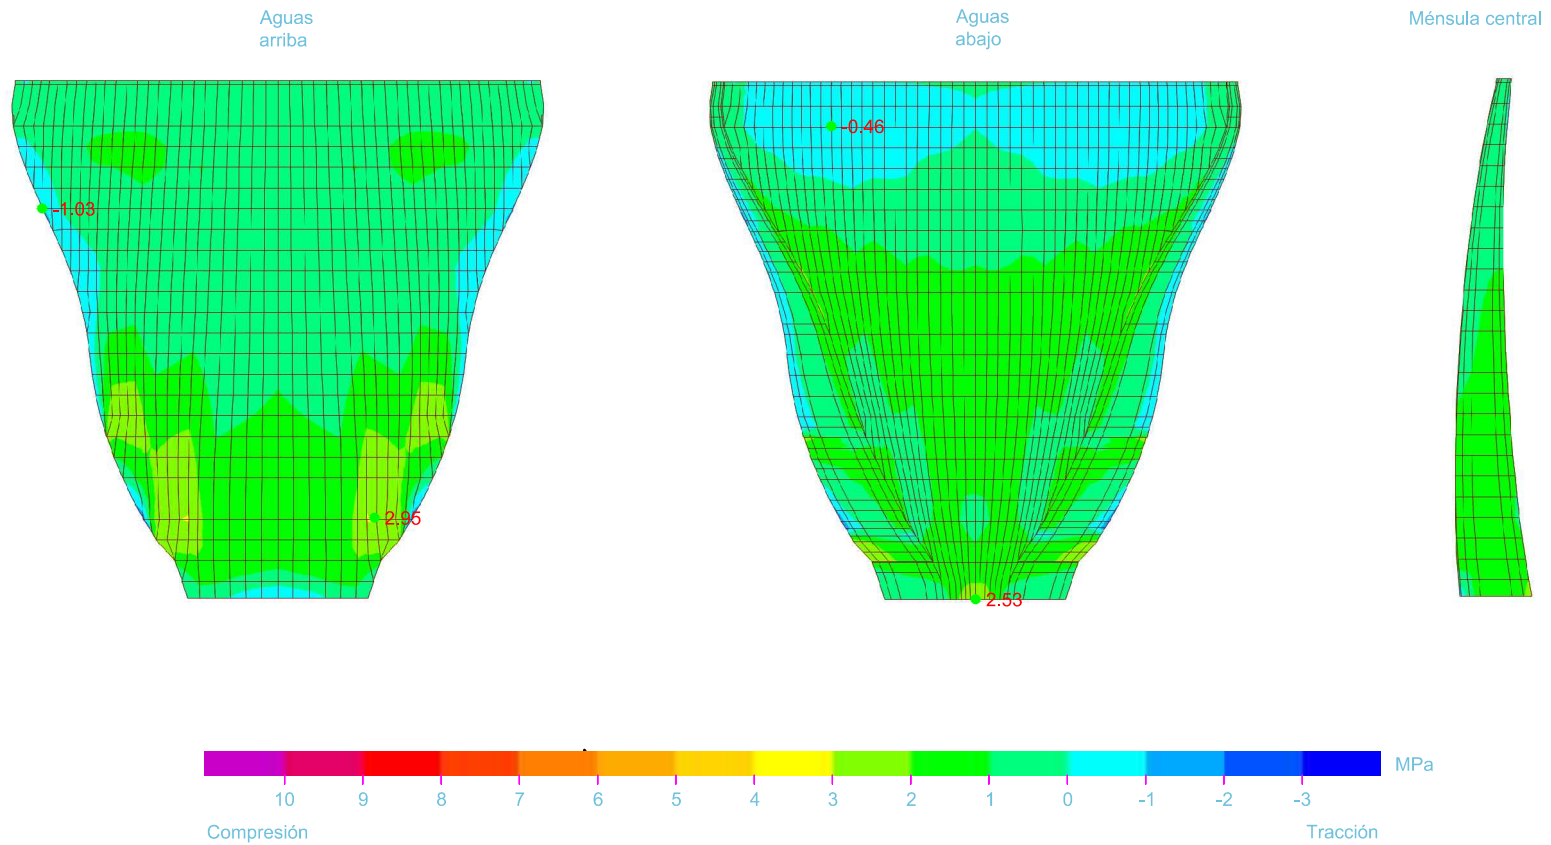 Aguas
arriba
Aguas
abajo
Ménsula central
-0.46
-1.03
2.95
2.53
MPa
10 9 8 7 6 5 4 3 2 1 0 -1 -2 -3
Compresión
Tracción